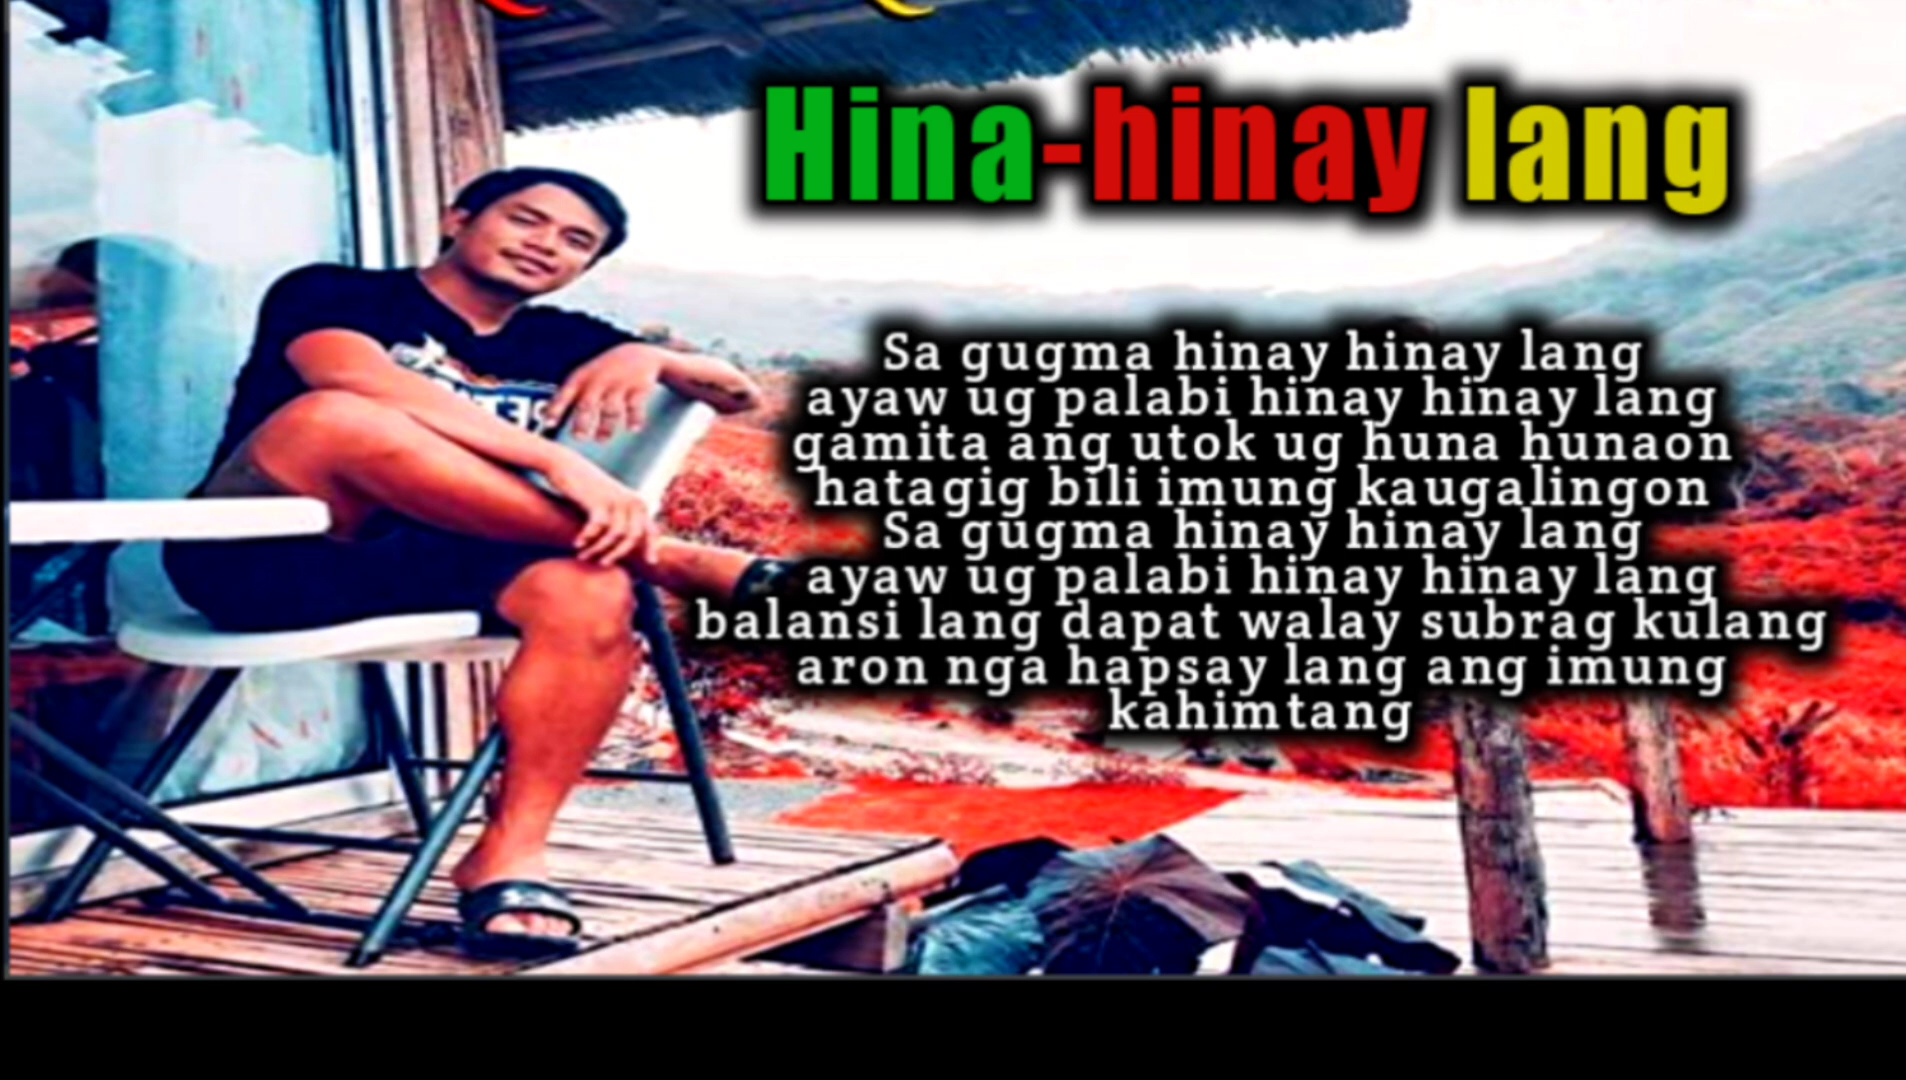 Hina-hinay lang
Sa gugma hinay hinay lang
ayaw ug palabi hinay hinay lang
gamita ang utok ug huna hunaon
hatagig bili imung kaugalingon
Sa gugma hinay hinay lang
ayaw ug palabi hinay hinay lang
balansi lang dapat walay subrag kulang
aron nga hapsay lang ang imung
kahimtang